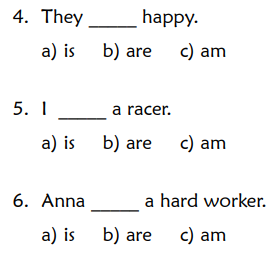 4. They _____ happy.
a) is b) are c) am
5. I _____ a racer.
a) is b) are c) am
6. Anna _____ a hard worker.
a) is b) are c) am